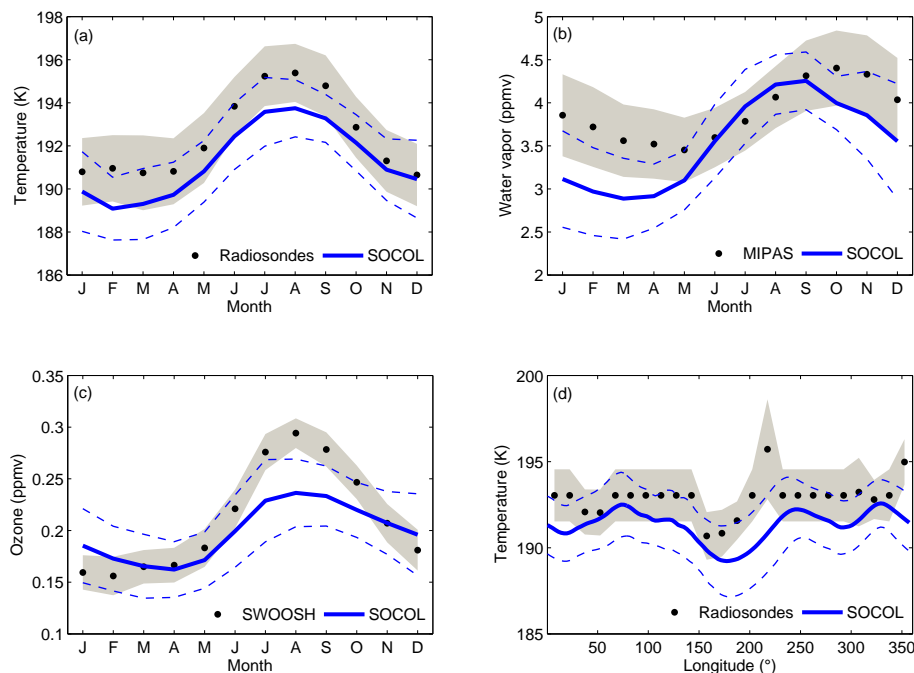 (a)
198
196
194
192
190
188
186
Temperature (K)
Radiosondes SOCOL
J F M A M J J A S O N D
Month
(b)
5
4.5
4
3.5
3
2.5
2
Water vapor (ppmv)
MIPAS SOCOL
J F M A M J J A S O N D
Month
(c)
0.35
0.3
0.25
0.2
0.15
0.1
Ozone (ppmv)
SWOOSH SOCOL
J F M A M J J A S O N D
Month
(d)
200
195
190
185
Temperature (K)
Radiosondes SOCOL
50 100 150 200 250 300 350
Longitude (°)